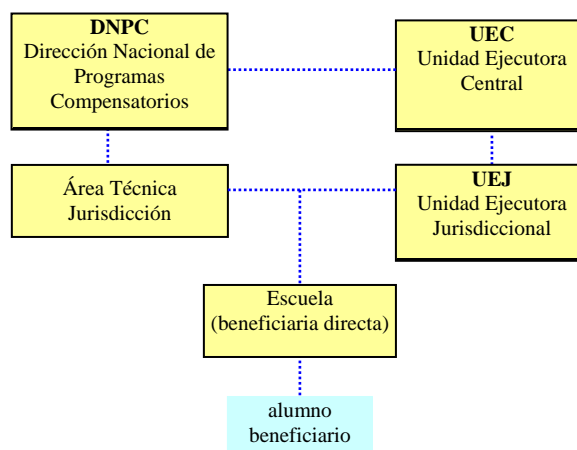 DNPC
Dirección Nacional de
Programas
Compensatorios
UEC
Unidad Ejecutora
Central
Área Técnica
Jurisdicción
UEJ
Unidad Ejecutora
Jurisdiccional
Escuela
(beneficiaria directa)
alumno
beneficiario